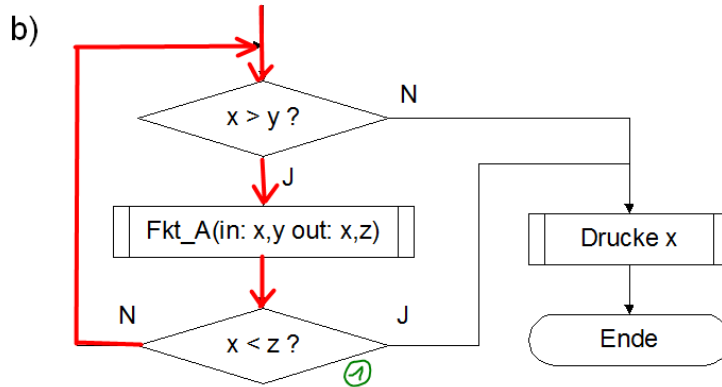 b)
x > y ?
N
J
Fkt_A(in: x,y out: x,z)
Drucke x
N
x < z ?
J
Ende
1